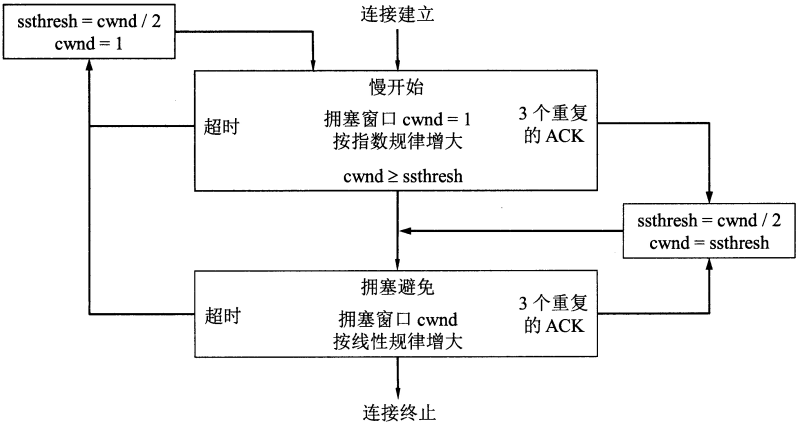 连接建立
ssthresh = cwnd / 2
cwnd = 1
慢开始
超时
拥塞窗口 cwnd = 1
按指数规律增大
3 个重复
的 ACK
cwnd ≥ ssthresh
ssthresh = cwnd / 2
cwnd = ssthresh
拥塞避免
超时
拥塞窗口 cwnd
按线性规律增大
3 个重复
的 ACK
连接终止